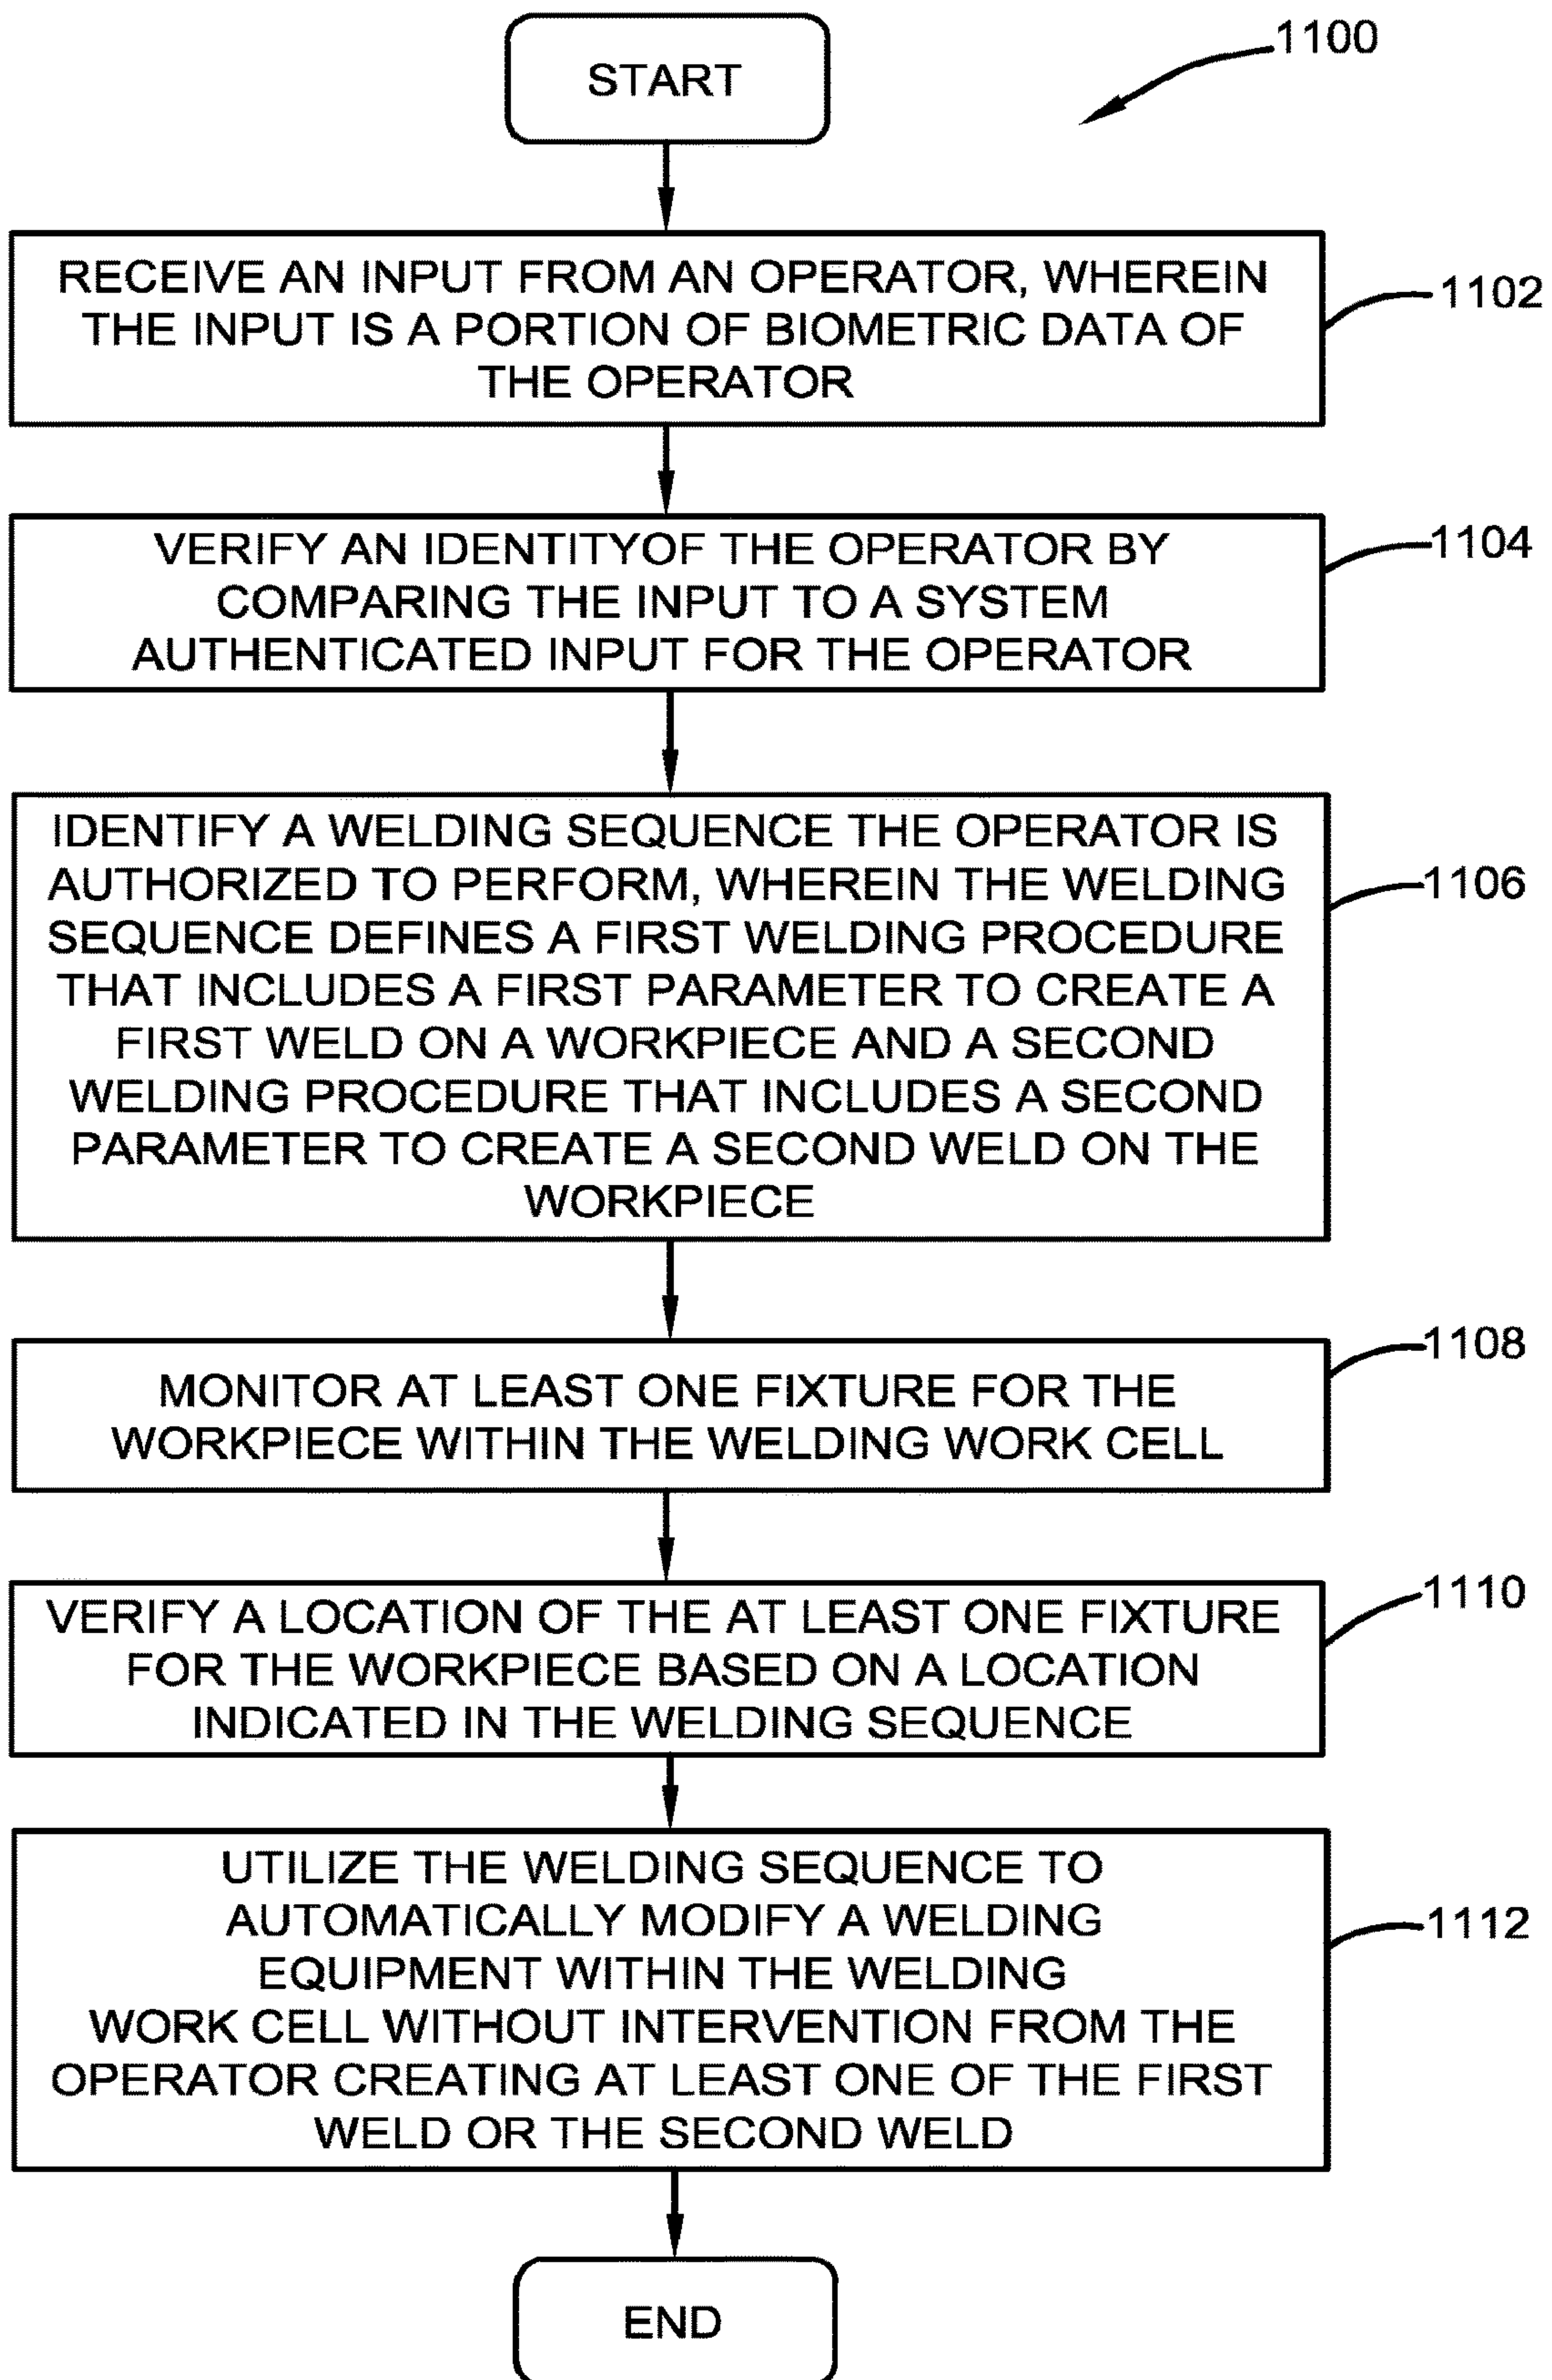 START
1100
RECEIVE AN INPUT FROM AN OPERATOR, WHEREIN
THE INPUT IS A PORTION OF BIOMETRIC DATA OF
THE OPERATOR
1102
VERIFY AN IDENTITYOF THE OPERATOR BY
COMPARING THE INPUT TO A SYSTEM
AUTHENTICATED INPUT FOR THE OPERATOR
1104
IDENTIFY A WELDING SEQUENCE THE OPERATOR IS
AUTHORIZED TO PERFORM, WHEREIN THE WELDING
SEQUENCE DEFINES A FIRST WELDING PROCEDURE
THAT INCLUDES A FIRST PARAMETER TO CREATE A
FIRST WELD ON A WORKPIECE AND A SECOND
WELDING PROCEDURE THAT INCLUDES A SECOND
PARAMETER TO CREATE A SECOND WELD ON THE
WORKPIECE
1106
MONITOR AT LEAST ONE FIXTURE FOR THE
WORKPIECE WITHIN THE WELDING WORK CELL
1108
VERIFY A LOCATION OF THE AT LEAST ONE FIXTURE
FOR THE WORKPIECE BASED ON A LOCATION
INDICATED IN THE WELDING SEQUENCE
1110
UTILIZE THE WELDING SEQUENCE TO
AUTOMATICALLY MODIFY A WELDING
EQUIPMENT WITHIN THE WELDING
WORK CELL WITHOUT INTERVENTION FROM THE
OPERATOR CREATING AT LEAST ONE OF THE FIRST
WELD OR THE SECOND WELD
1112
END